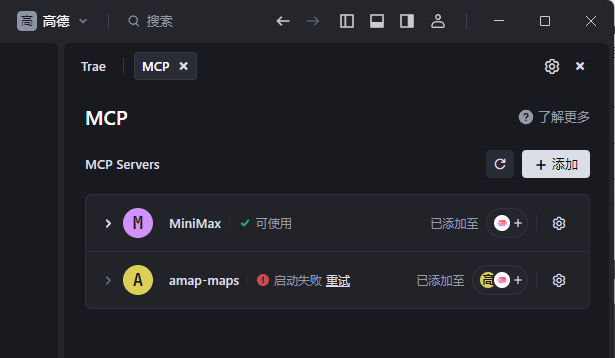 高 高德 搜索
Trae MCP
MCP
了解更多
MCP Servers
添加
M MiniMax 可使用 已添加至
A amap-maps 启动失败 重试 已添加至 高